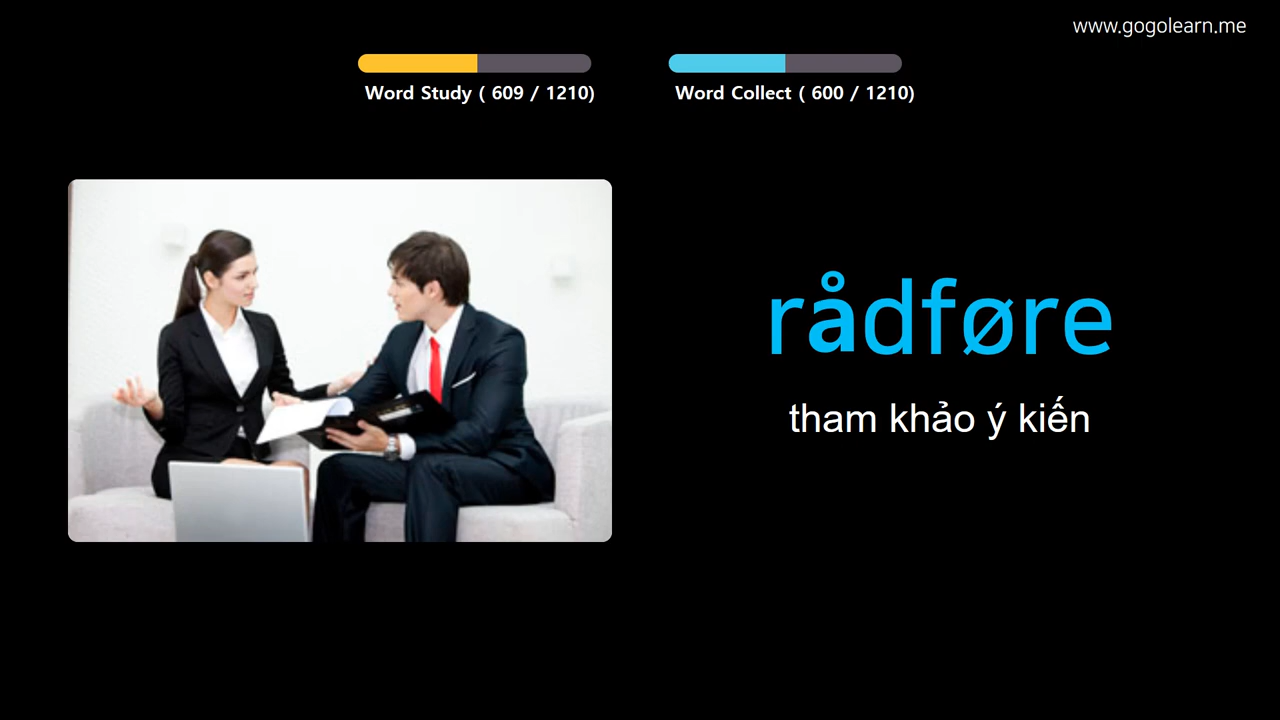 www.gogolearn.me
Word Study ( 609 / 1210)
Word Collect ( 600 / 1210)
rådføre
tham khảo ý kiến